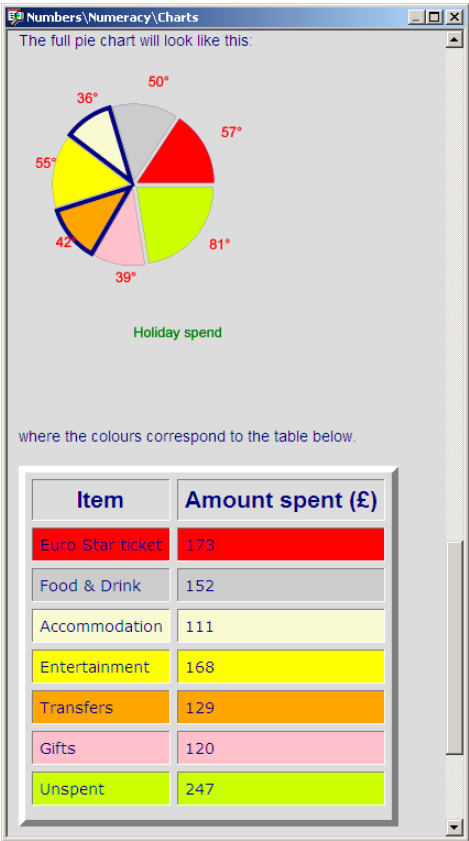 Numbers\Numeracy\Charts
The full pie chart will look like this:
50°
36°
57°
55°
42°
81°
39°
Holiday spend
where the colours correspond to the table below.
Item Amount spent (£)
Euro Star ticket 173
Food & Drink 152
Accommodation 111
Entertainment 168
Transfers 129
Gifts 120
Unspent 247